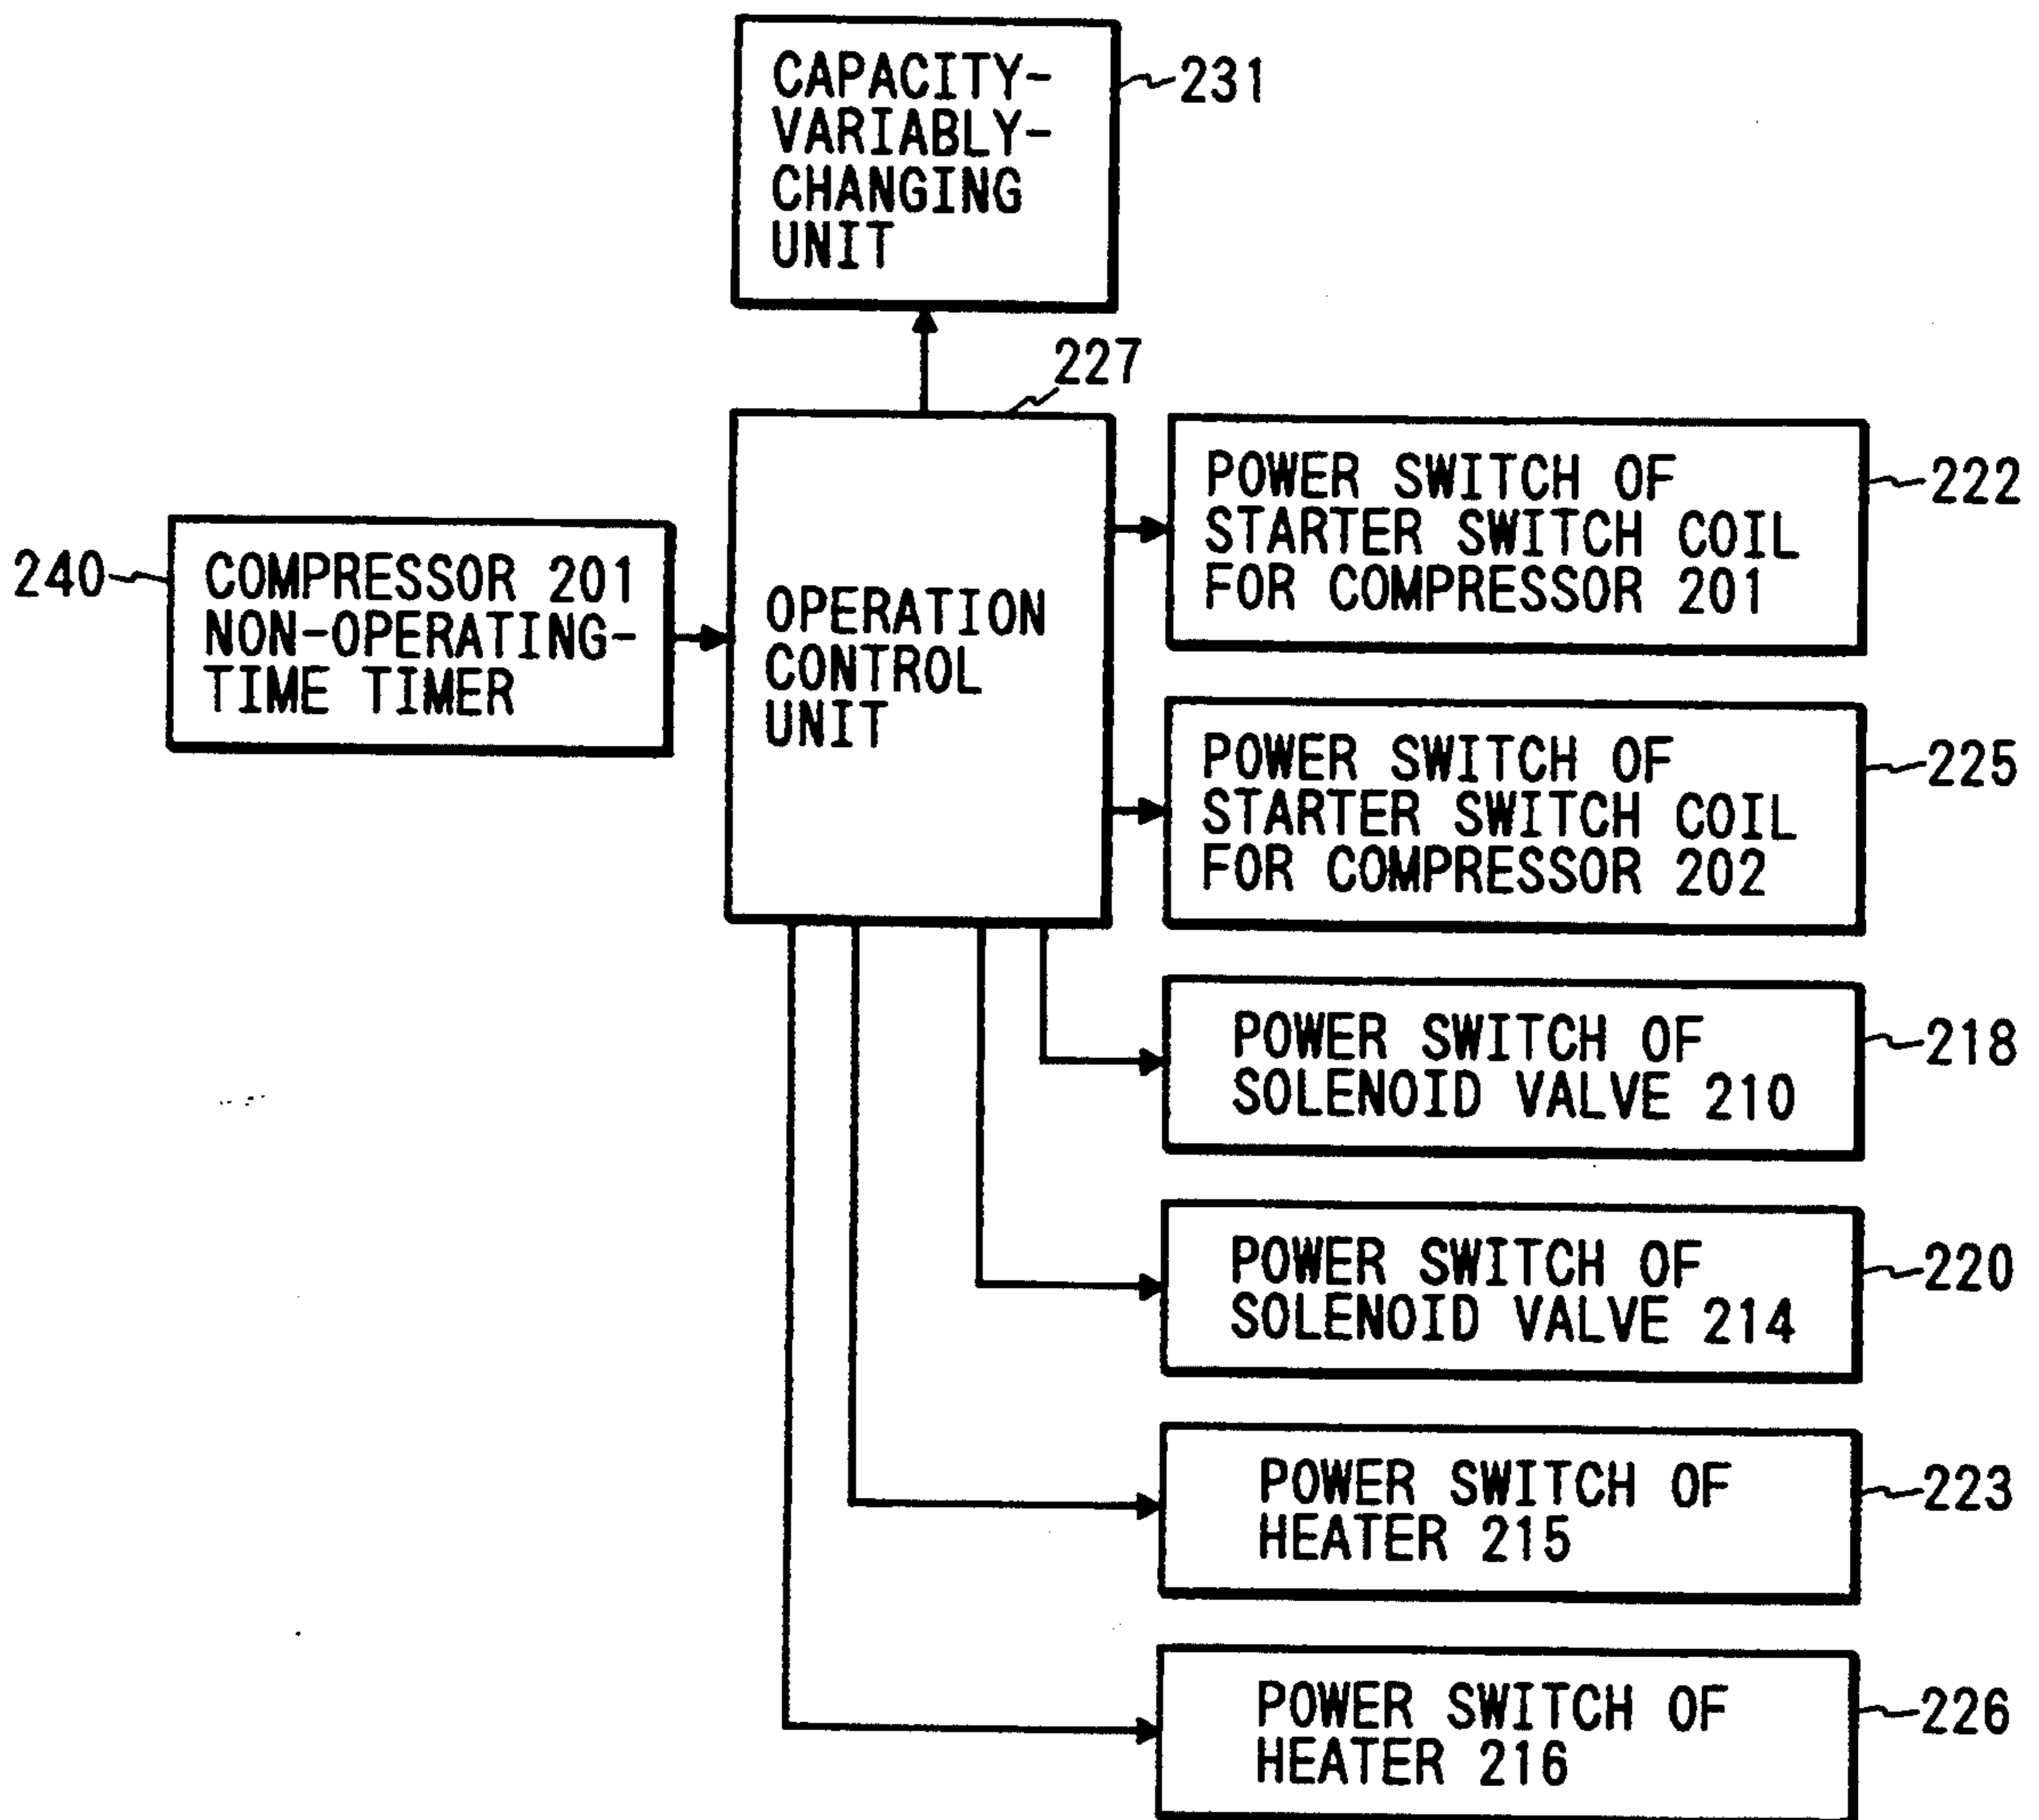 CAPACITY-
VARIABLY-
CHANGING
UNIT
231
227
OPERATION
CONTROL
UNIT
240
COMPRESSOR 201
NON-OPERATING-
TIME TIMER
POWER SWITCH OF
STARTER SWITCH COIL
FOR COMPRESSOR 201
222
POWER SWITCH OF
STARTER SWITCH COIL
FOR COMPRESSOR 202
225
POWER SWITCH OF
SOLENOID VALVE 210
218
POWER SWITCH OF
SOLENOID VALVE 214
220
POWER SWITCH OF
HEATER 215
223
POWER SWITCH OF
HEATER 216
226